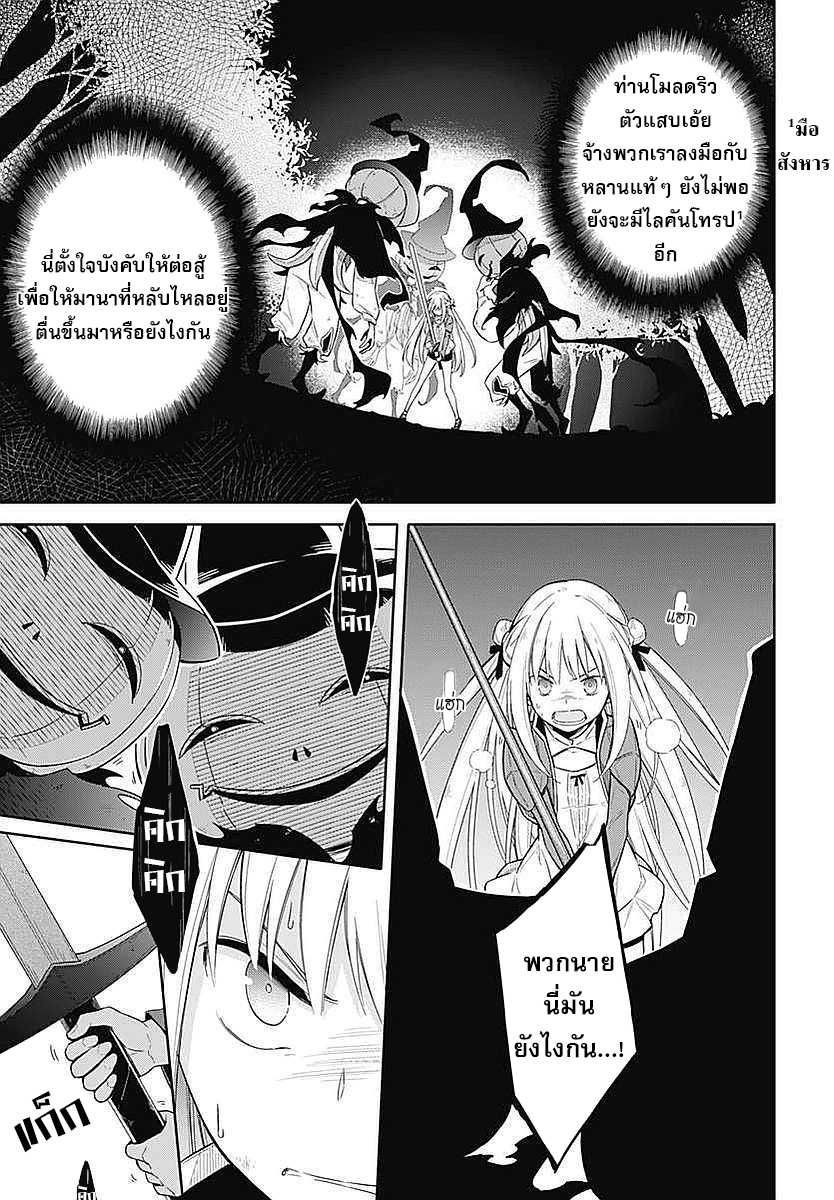 ¹มือ
สังหาร
ท่านโมลดริว
ตัวแสบเอ้ย
จ้างพวกเราลงมือกับ
หลานแท้ๆ ยังไม่พอ
ยังจะมีไลคันโทรป¹
อีก
นี่ตั้งใจบังคับให้ต่อสู้
เพื่อให้มานาที่หลับไหลอยู่
ตื่นขึ้นมาหรือยังไงกัน
แฮ่ก
แฮ่ก
พวกนาย
นี่มัน
ยังไงกัน...!
คิก
คิก
คิก
คิก
แก็ก
คิก